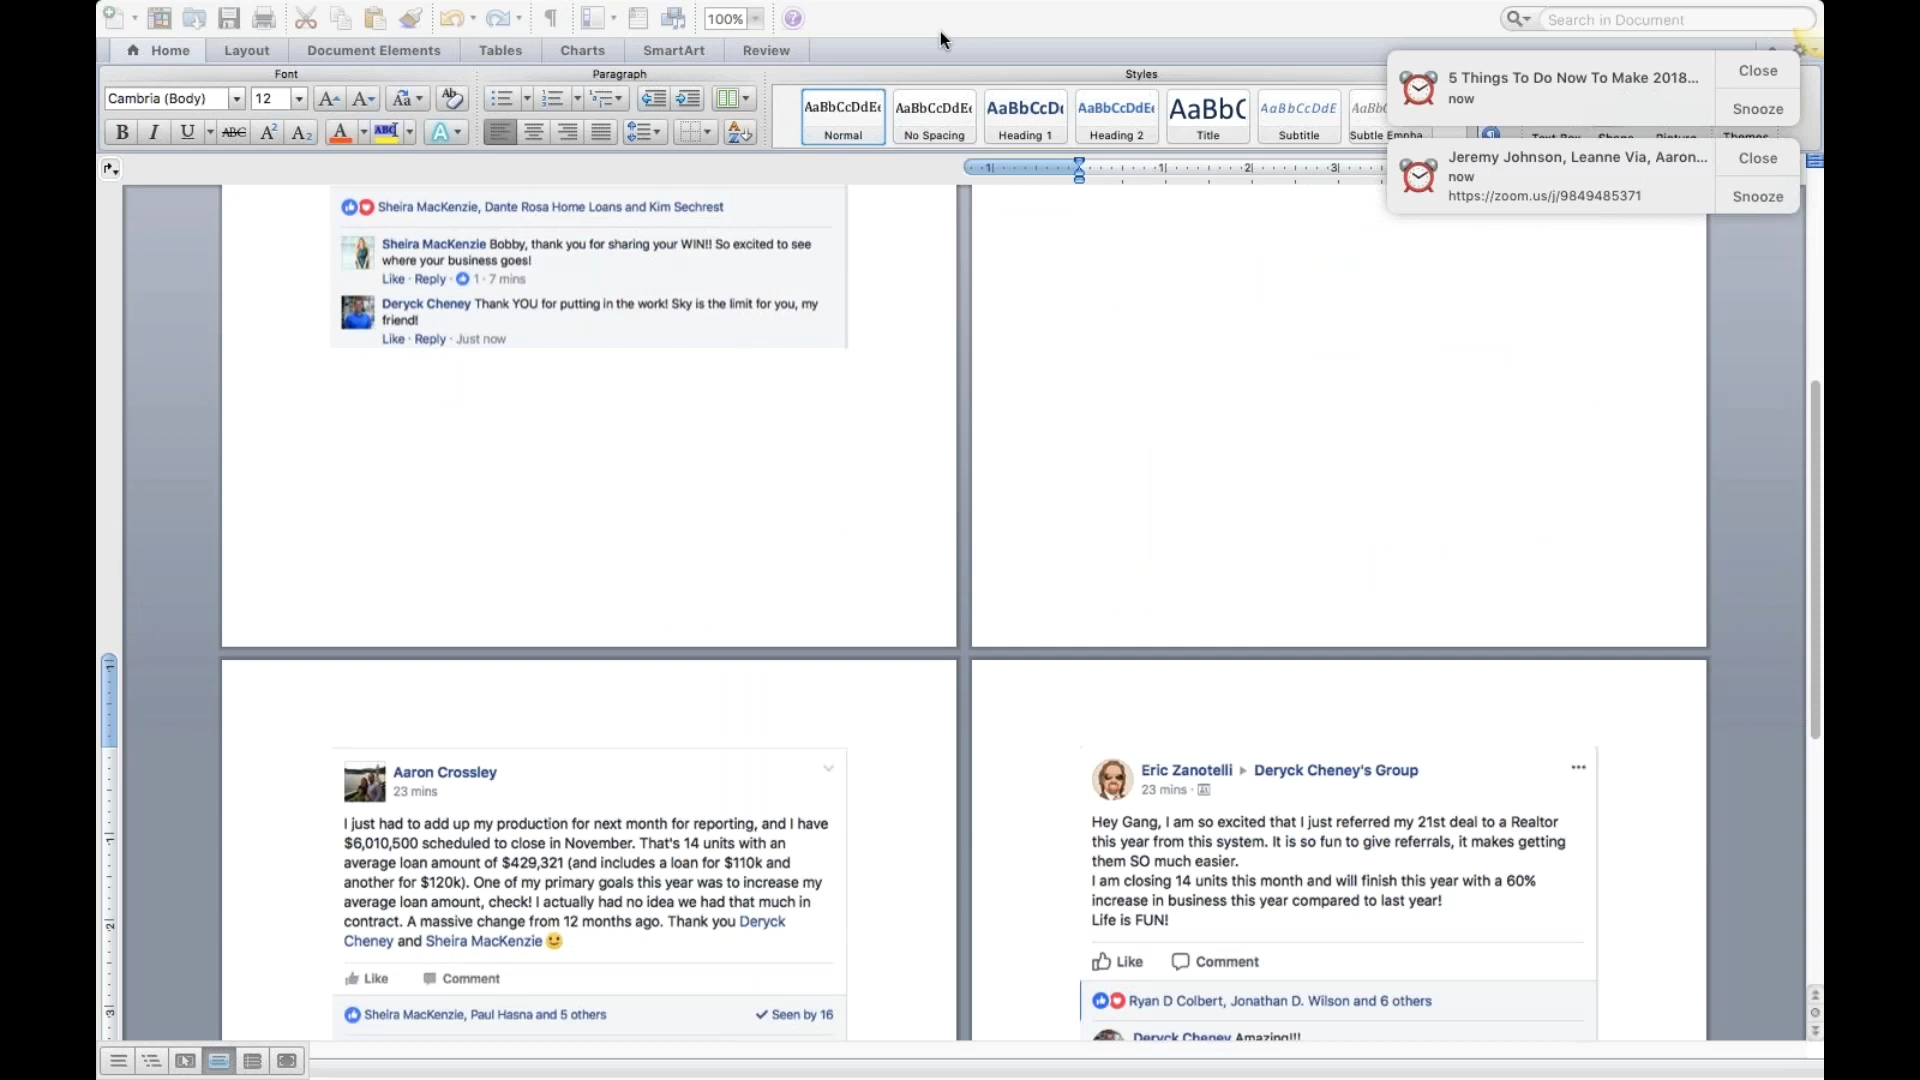 100%
Search in Document
Home
Layout
Document Elements
Tables
Charts
SmartArt
Review
Font
Paragraph
Styles
Cambria (Body)
12
AaBbCcDdEe
Normal
AaBbCcDdEe
No Spacing
AaBbCcDc
Heading 1
AaBbCcDdEe
Heading 2
AaBbC
Title
AaBbCcDdE
Subtitle
Subtle Empha
Text Box
Shape
Picture
Themes
5 Things To Do Now To Make 2018...
now
Close
Snooze
Jeremy Johnson, Leanne Via, Aaron...
now
https://zoom.us/j/9849485371
Close
Snooze
Sheira MacKenzie, Dante Rosa Home Loans and Kim Sechrest
Sheira MacKenzie Bobby, thank you for sharing your WIN!! So excited to see
where your business goes!
Like · Reply · 1 · 7 mins
Deryck Cheney Thank YOU for putting in the work! Sky is the limit for you, my
friend!
Like · Reply · Just now
Aaron Crossley
23 mins
I just had to add up my production for next month for reporting, and I have
$6,010,500 scheduled to close in November. That's 14 units with an
average loan amount of $429,321 (and includes a loan for $110k and
another for $120k). One of my primary goals this year was to increase my
average loan amount, check! I actually had no idea we had that much in
contract. A massive change from 12 months ago. Thank you Deryck
Cheney and Sheira MacKenzie
Like Comment
Sheira MacKenzie, Paul Hasna and 5 others
Seen by 16
Eric Zanotelli ▸ Deryck Cheney's Group
23 mins ·
Hey Gang, I am so excited that I just referred my 21st deal to a Realtor
this year from this system. It is so fun to give referrals, it makes getting
them SO much easier.
I am closing 14 units this month and will finish this year with a 60%
increase in business this year compared to last year!
Life is FUN!
Like Comment
Ryan D Colbert, Jonathan D. Wilson and 6 others
Deryck Cheney Amazing!!!